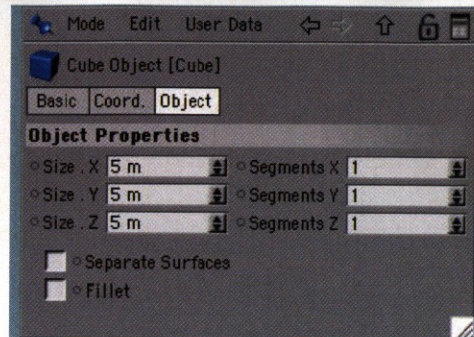 Mode Edit User Data
Cube Object [Cube]
Basic Coord. Object
Object Properties
Size . X 5 m Segments X 1
Size . Y 5 m Segments Y 1
Size . Z 5 m Segments Z 1
Separate Surfaces
Fillet